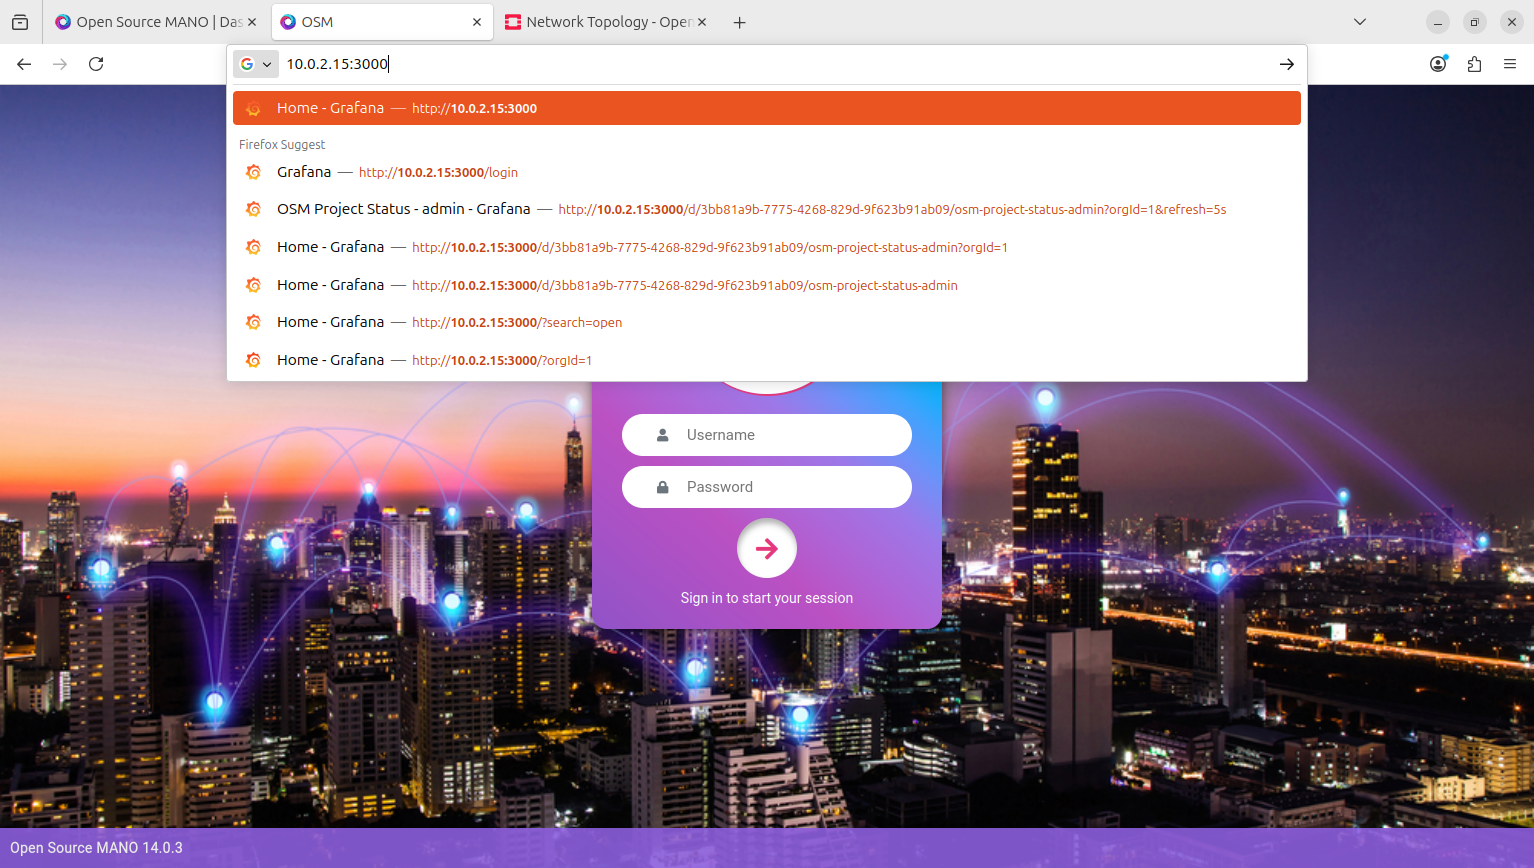 Open Source MANO | Das
OSM
Network Topology - Open
10.0.2.15:3000
Home - Grafana — http://10.0.2.15:3000
Firefox Suggest
Grafana — http://10.0.2.15:3000/login
OSM Project Status - admin - Grafana — http://10.0.2.15:3000/d/3bb81a9b-7775-4268-829d-9f623b91ab09/osm-project-status-admin?orgId=1&refresh=5s
Home - Grafana — http://10.0.2.15:3000/d/3bb81a9b-7775-4268-829d-9f623b91ab09/osm-project-status-admin?orgId=1
Home - Grafana — http://10.0.2.15:3000/d/3bb81a9b-7775-4268-829d-9f623b91ab09/osm-project-status-admin
Home - Grafana — http://10.0.2.15:3000/?search=open
Home - Grafana — http://10.0.2.15:3000/?orgId=1
Username
Password
Sign in to start your session
Open Source MANO 14.0.3